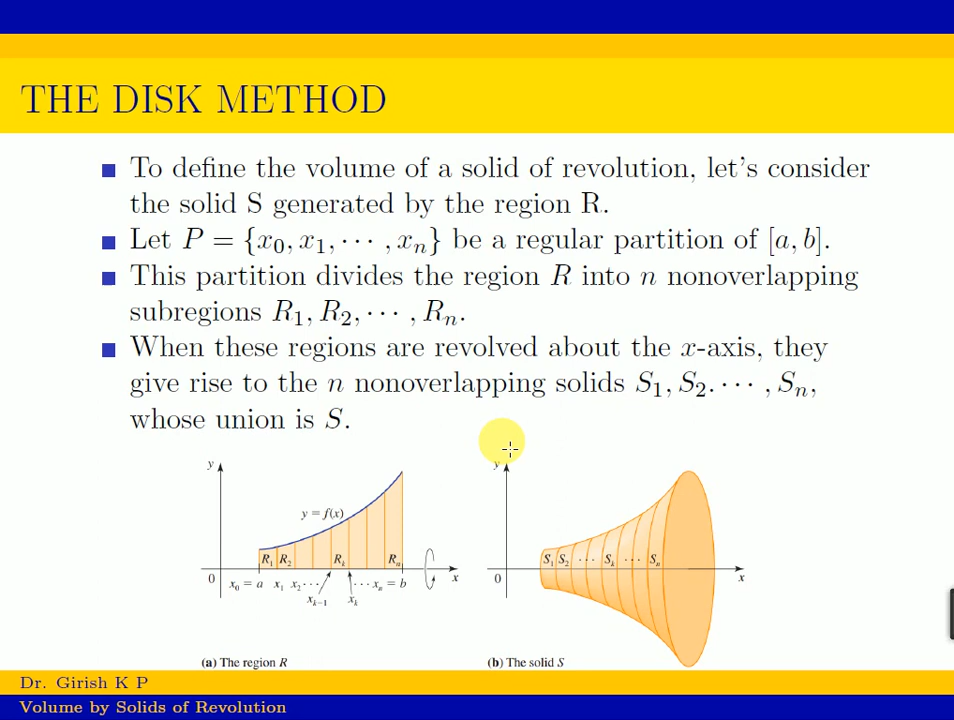 THE DISK METHOD
To define the volume of a solid of revolution, let's consider
the solid S generated by the region R.
Let P = {x₀, x₁, ⋯ , xₙ} be a regular partition of [a, b].
This partition divides the region R into n nonoverlapping
subregions R₁, R₂, ⋯ , Rₙ.
When these regions are revolved about the x-axis, they
give rise to the n nonoverlapping solids S₁, S₂. ⋯ , Sₙ,
whose union is S.
y
y = f(x)
R₁ R₂ Rₖ Rₙ
0
x₀ = a x₁ x₂ ⋯ ⋯ xₙ = b x
xₖ₋₁ xₖ
(a) The region R
y
S₁ S₂ ⋯ Sₖ ⋯ Sₙ
0 x
(b) The solid S
Dr. Girish K P
Volume by Solids of Revolution